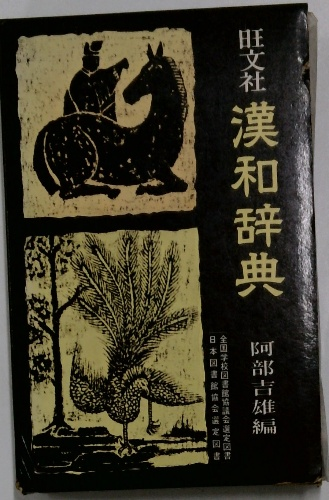 旺文社
漢和辞典
阿部吉雄編
全国学校図書館協議会選定図書
日本図書館協会選定図書